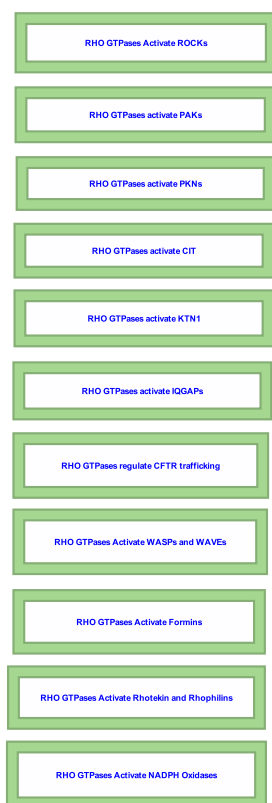 RHO GTPases Activate ROCKs
RHO GTPases activate PAKs
RHO GTPases activate PKNs
RHO GTPases activate CIT
RHO GTPases activate KTN1
RHO GTPases activate IQGAPs
RHO GTPases regulate CFTR trafficking
RHO GTPases Activate WASPs and WAVEs
RHO GTPases Activate Formins
RHO GTPases Activate Rhotekin and Rhophilins
RHO GTPases Activate NADPH Oxidases